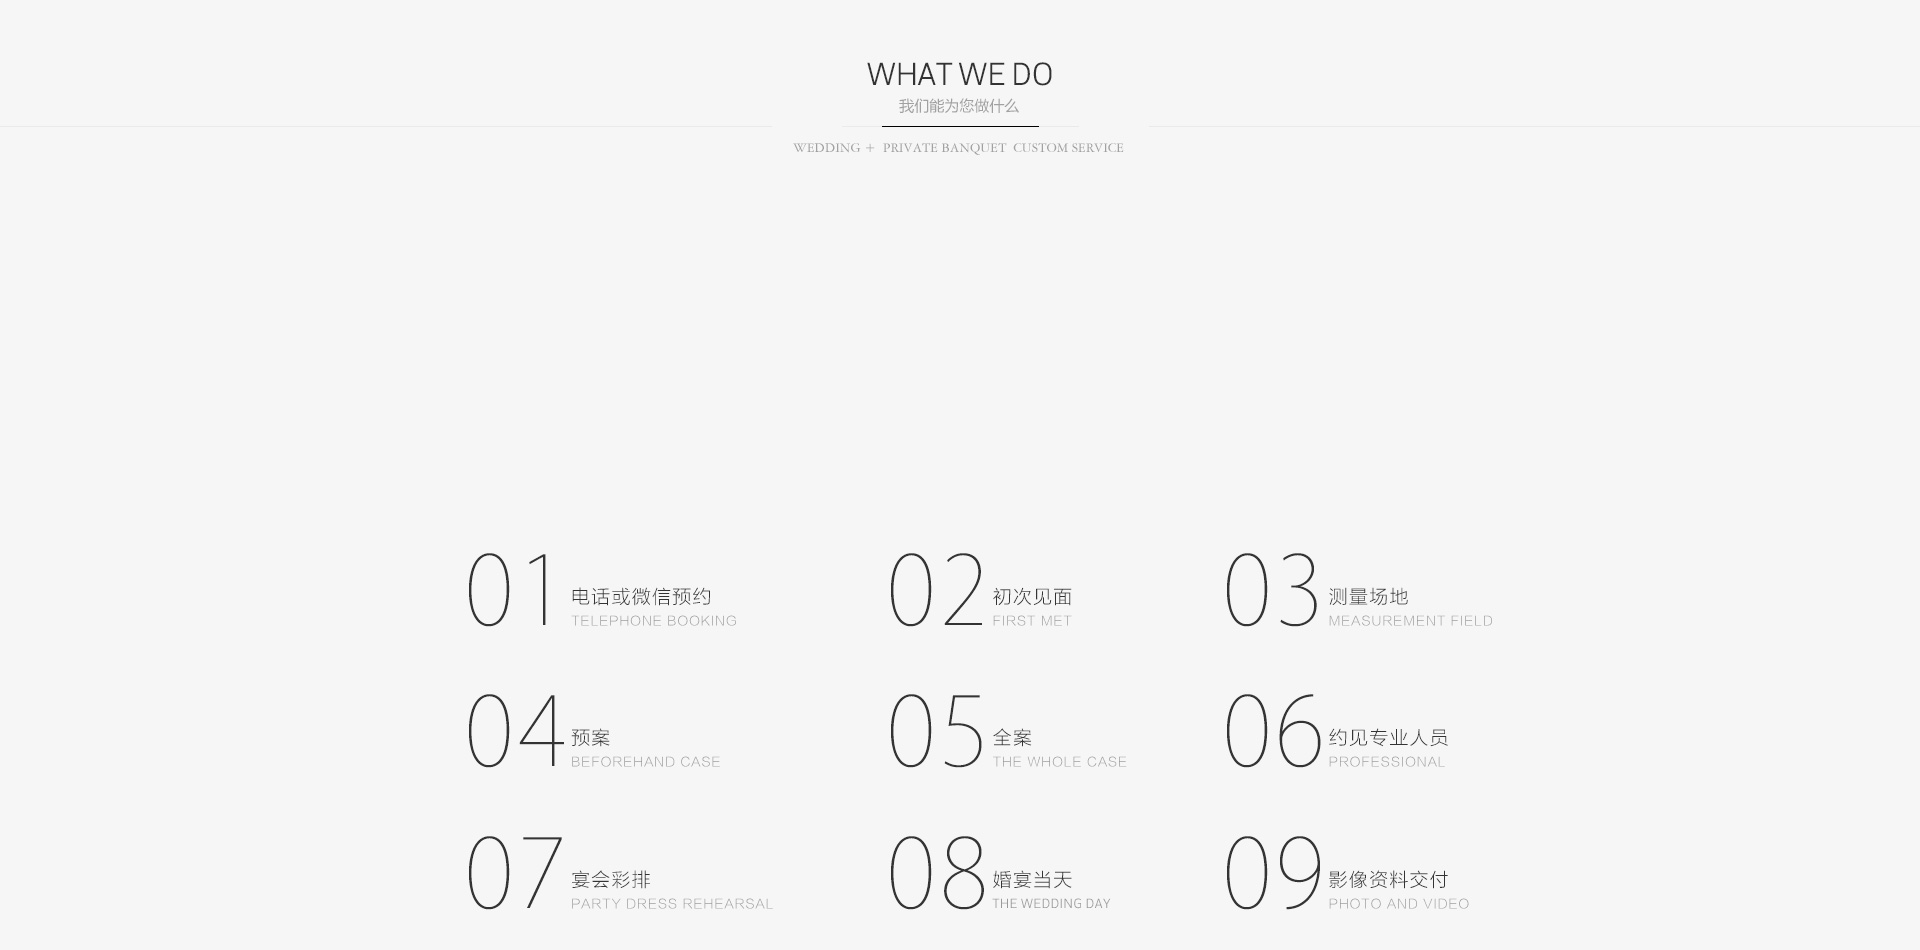 WHAT WE DO
我们能为您做什么
WEDDING + PRIVATE BANQUET CUSTOM SERVICE
01 电话或微信预约
TELEPHONE BOOKING
02 初次见面
FIRST MET
03 测量场地
MEASUREMENT FIELD
04 预案
BEFOREHAND CASE
05 全案
THE WHOLE CASE
06 约见专业人员
PROFESSIONAL
07 宴会彩排
PARTY DRESS REHEARSAL
08 婚宴当天
THE WEDDING DAY
09 影像资料交付
PHOTO AND VIDEO